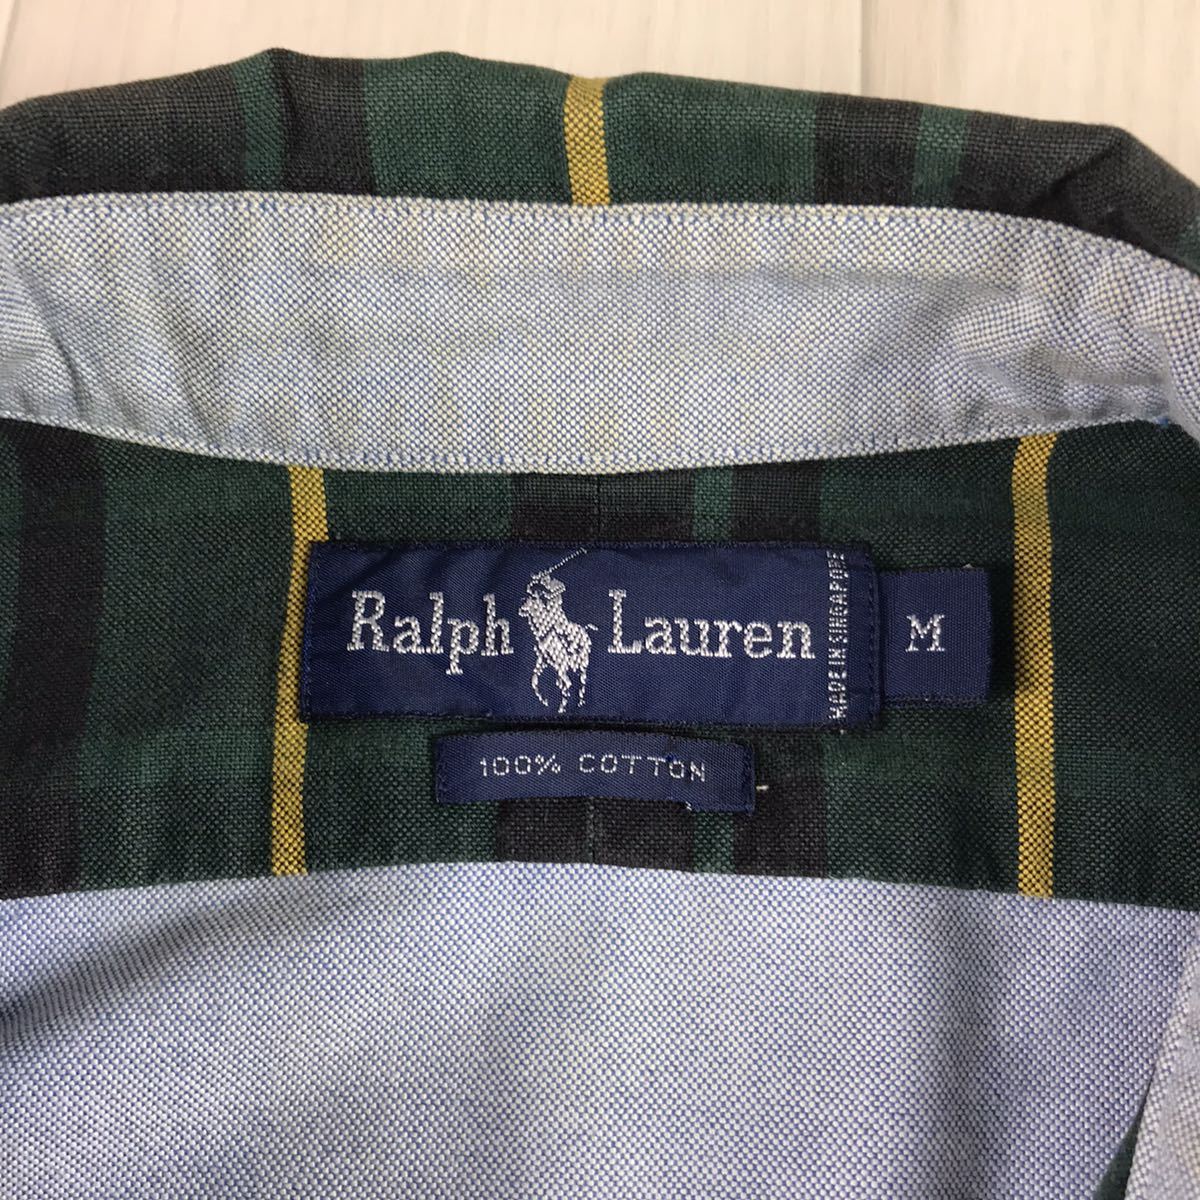 Ralph Lauren
MADE IN SINGAPORE
M
100% COTTON